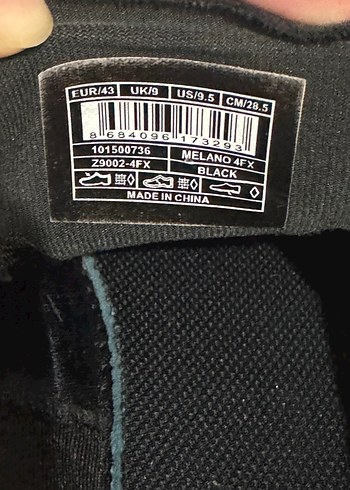 EUR/43 UK/9 US/9.5 CM/28.5
8 684096 173293
101500736 MELANO 4FX
Z9002-4FX BLACK
MADE IN CHINA